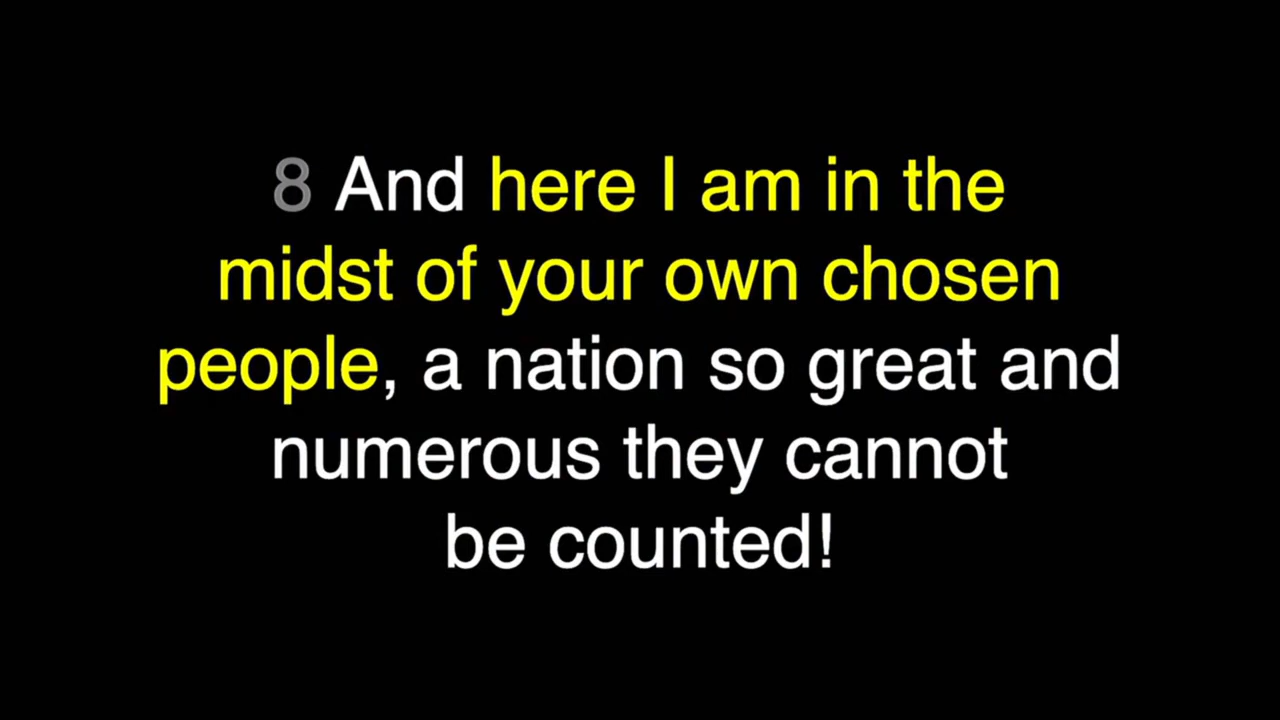 8 And here I am in the
midst of your own chosen
people, a nation so great and
numerous they cannot
be counted!